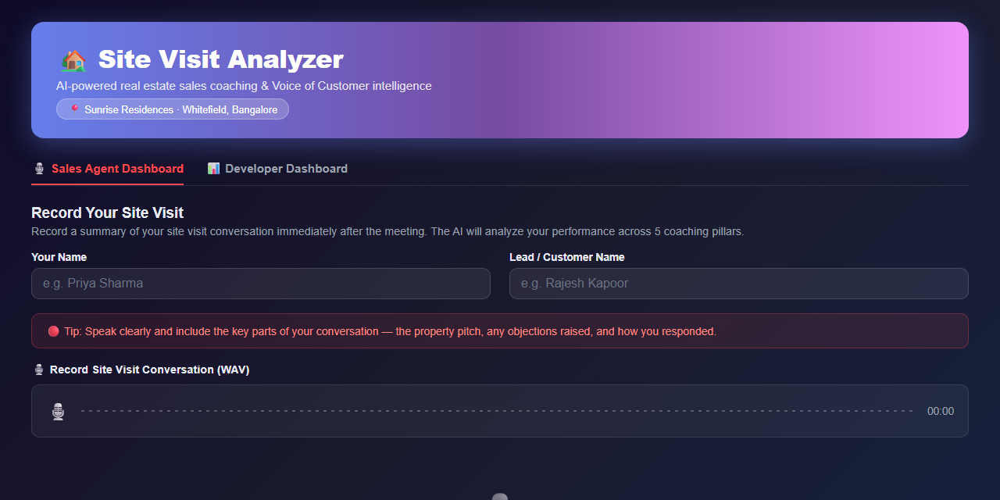 Site Visit Analyzer
AI-powered real estate sales coaching & Voice of Customer intelligence
Sunrise Residences · Whitefield, Bangalore
Sales Agent Dashboard
Developer Dashboard
Record Your Site Visit
Record a summary of your site visit conversation immediately after the meeting. The AI will analyze your performance across 5 coaching pillars.
Your Name
Lead / Customer Name
e.g. Priya Sharma
e.g. Rajesh Kapoor
Tip: Speak clearly and include the key parts of your conversation — the property pitch, any objections raised, and how you responded.
Record Site Visit Conversation (WAV)
00:00